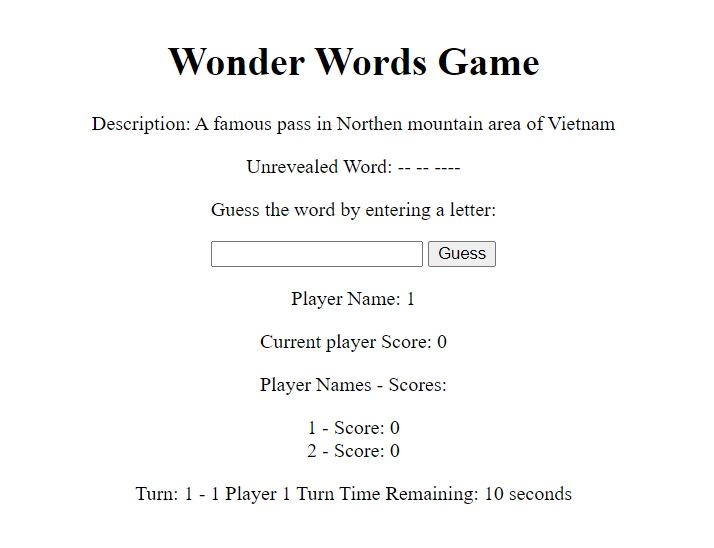 Wonder Words Game
Description: A famous pass in Northen mountain area of Vietnam
Unrevealed Word: -- -- ----
Guess the word by entering a letter:
Guess
Player Name: 1
Current player Score: 0
Player Names - Scores:
1 - Score: 0
2 - Score: 0
Turn: 1 - 1 Player 1 Turn Time Remaining: 10 seconds